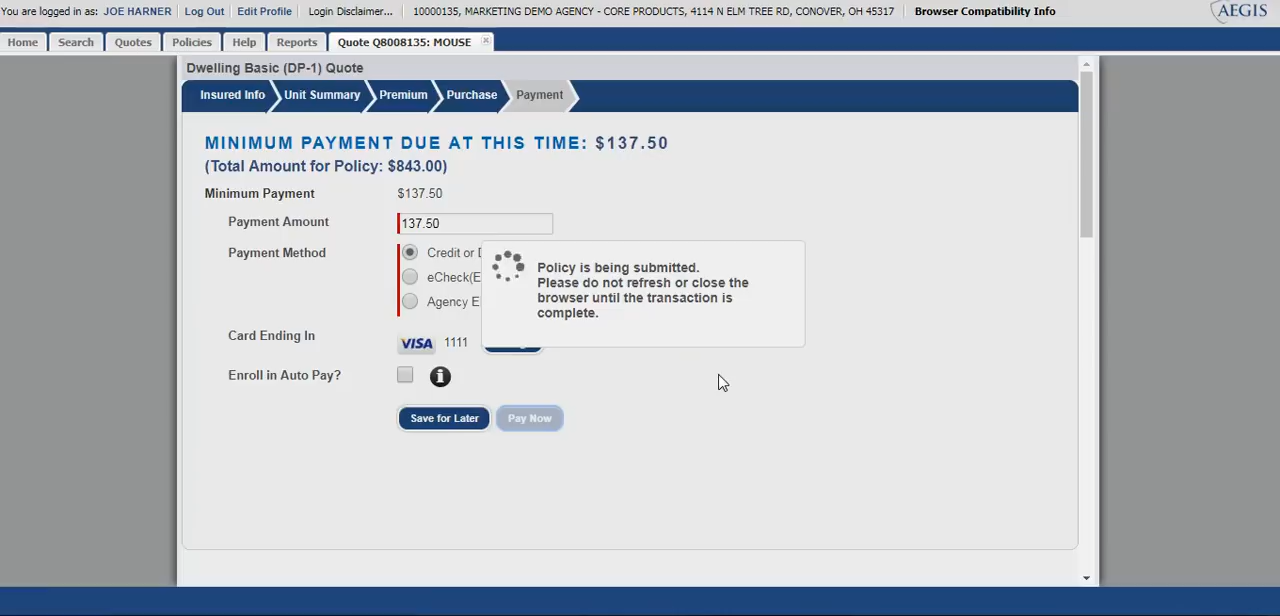 You are logged in as: JOE HARNER Log Out Edit Profile Login Disclaimer... 10000135, MARKETING DEMO AGENCY - CORE PRODUCTS, 4114 N ELM TREE RD, CONOVER, OH 45317 Browser Compatibility Info AEGIS
Home Search Quotes Policies Help Reports Quote Q8008135: MOUSE
Dwelling Basic (DP-1) Quote
Insured Info Unit Summary Premium Purchase Payment
MINIMUM PAYMENT DUE AT THIS TIME: $137.50
(Total Amount for Policy: $843.00)
Minimum Payment $137.50
Payment Amount 137.50
Payment Method Credit or
eCheck(E
Agency E
Policy is being submitted.
Please do not refresh or close the
browser until the transaction is
complete.
Card Ending In VISA 1111
Enroll in Auto Pay?
Save for Later Pay Now